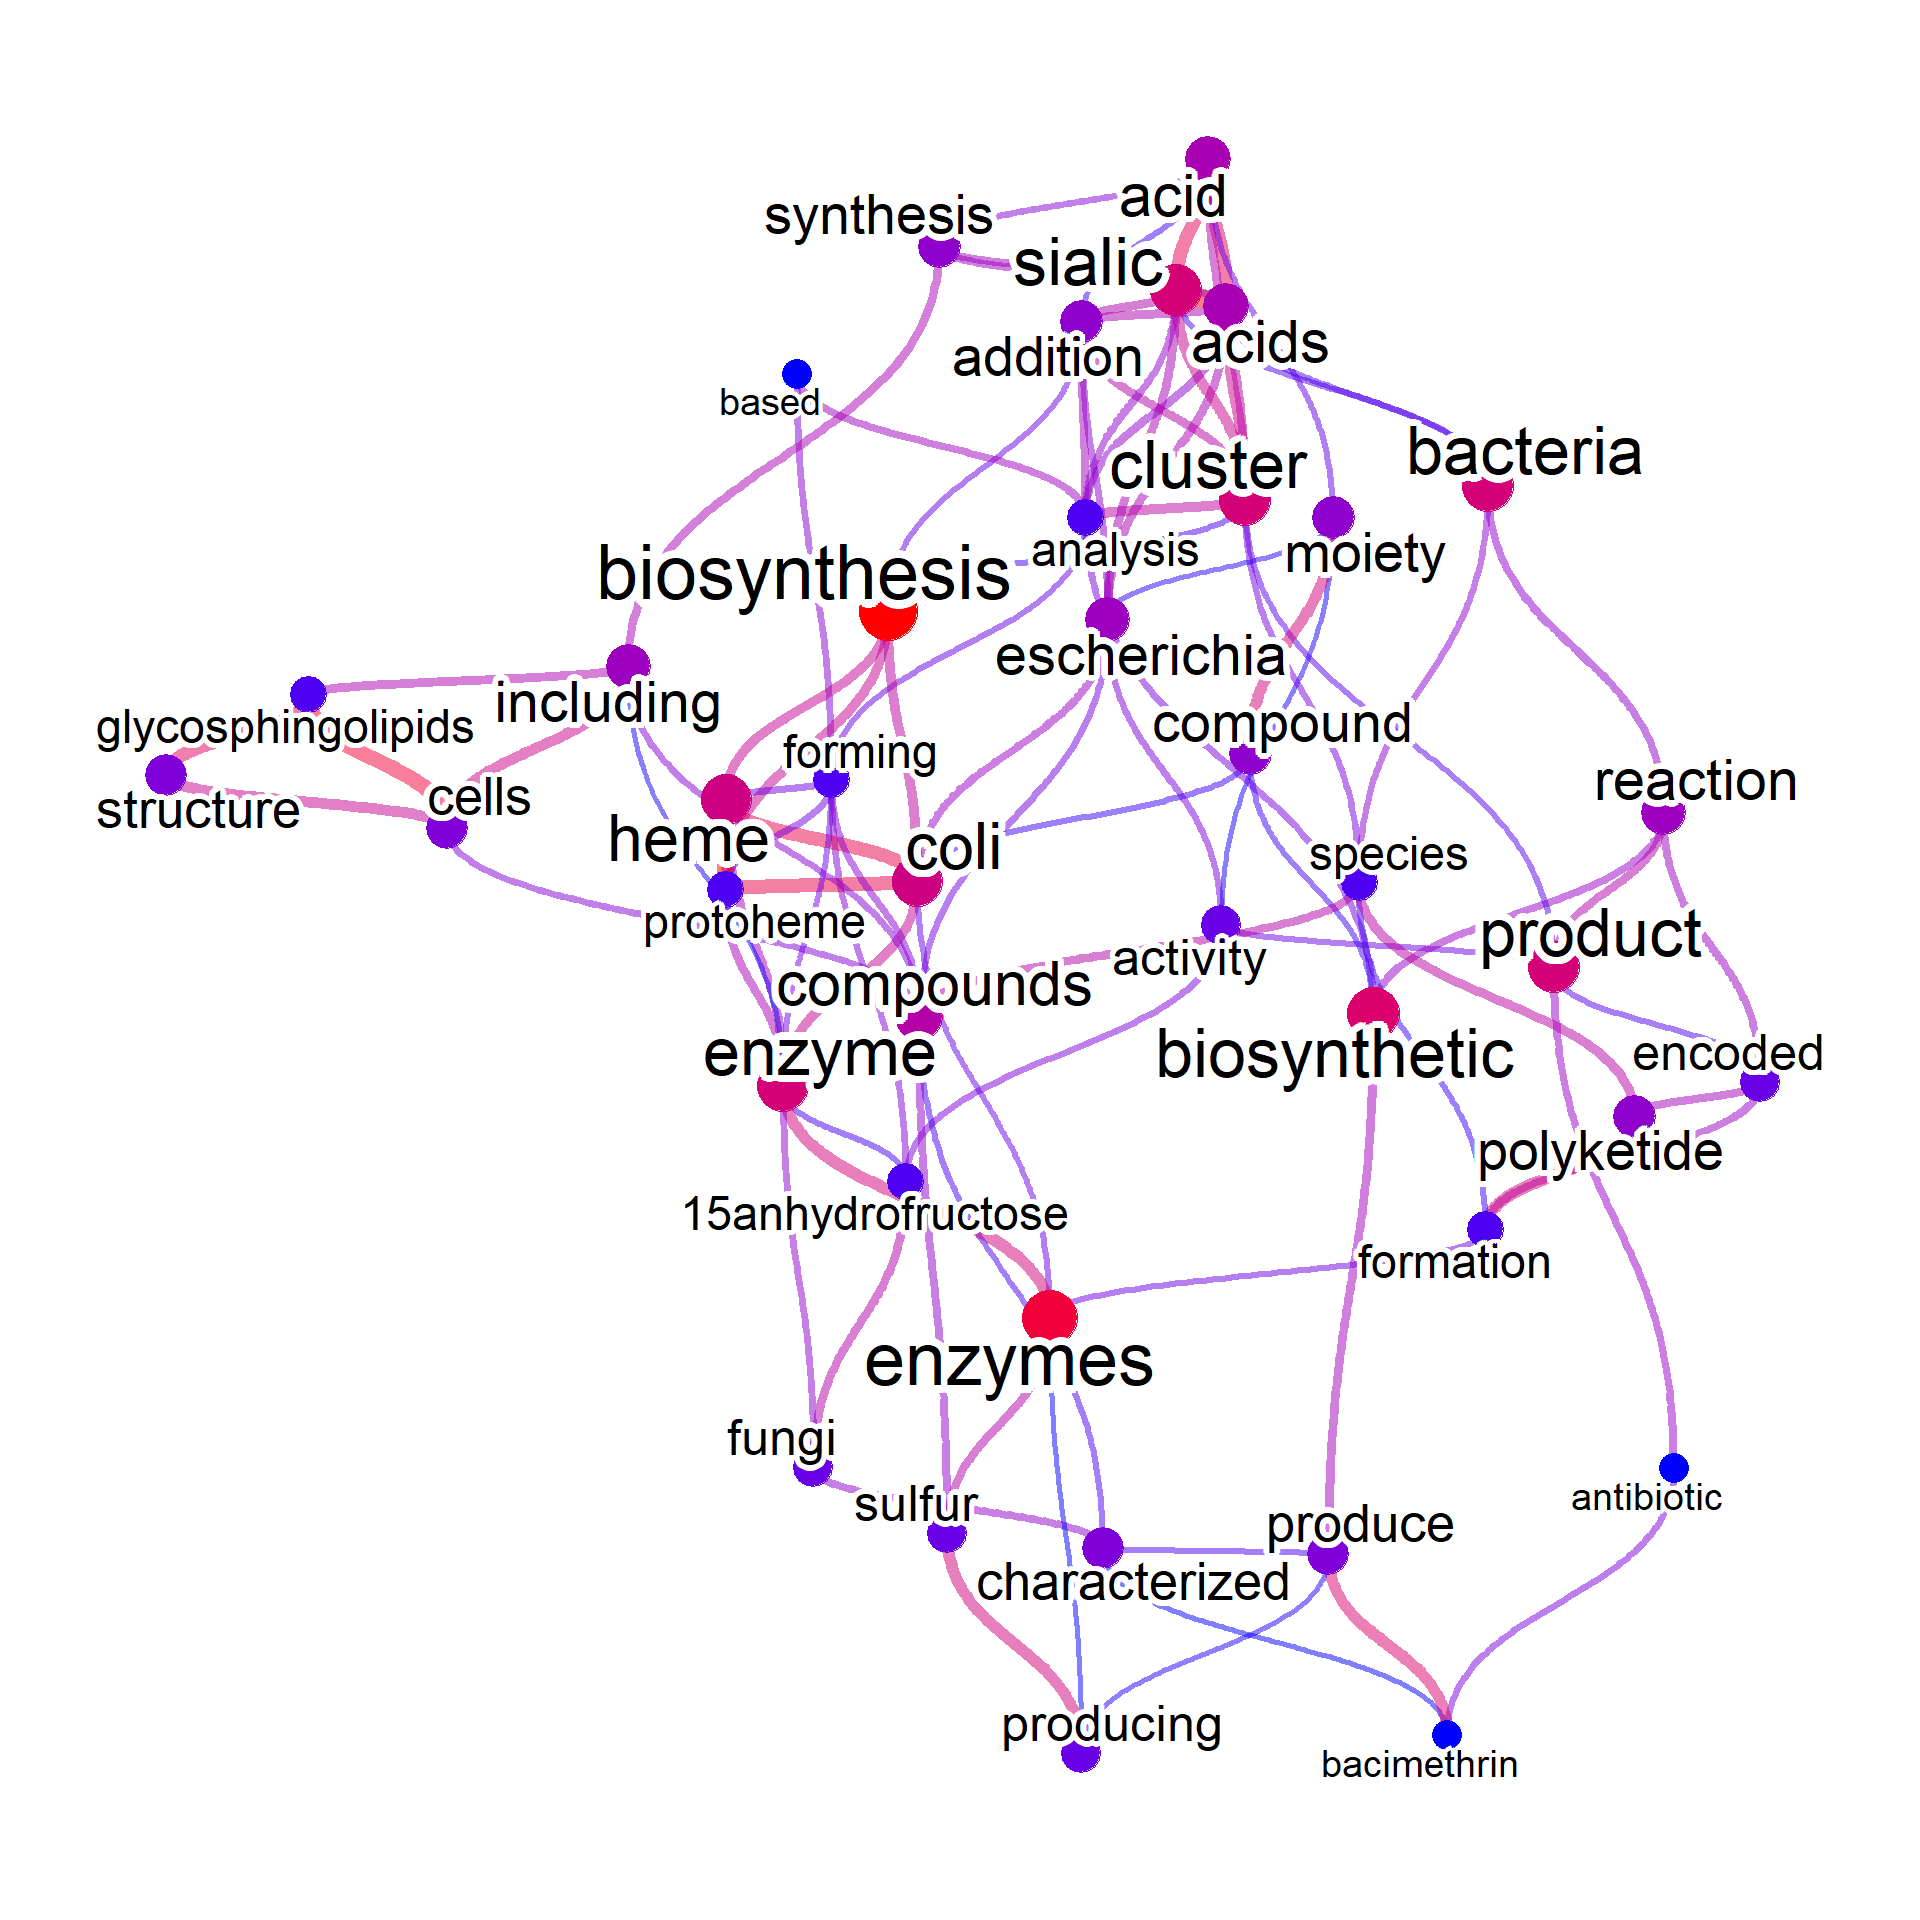 acid
synthesis
sialic
acids
addition
based
bacteria
cluster
analysis
moiety
biosynthesis
escherichia
including
glycosphingolipids
compound
forming
reaction
cells
structure
heme
coli
species
protoheme
product
activity
compounds
enzyme
biosynthetic
encoded
polyketide
15anhydrofructose
formation
enzymes
fungi
sulfur
antibiotic
produce
characterized
producing
bacimethrin